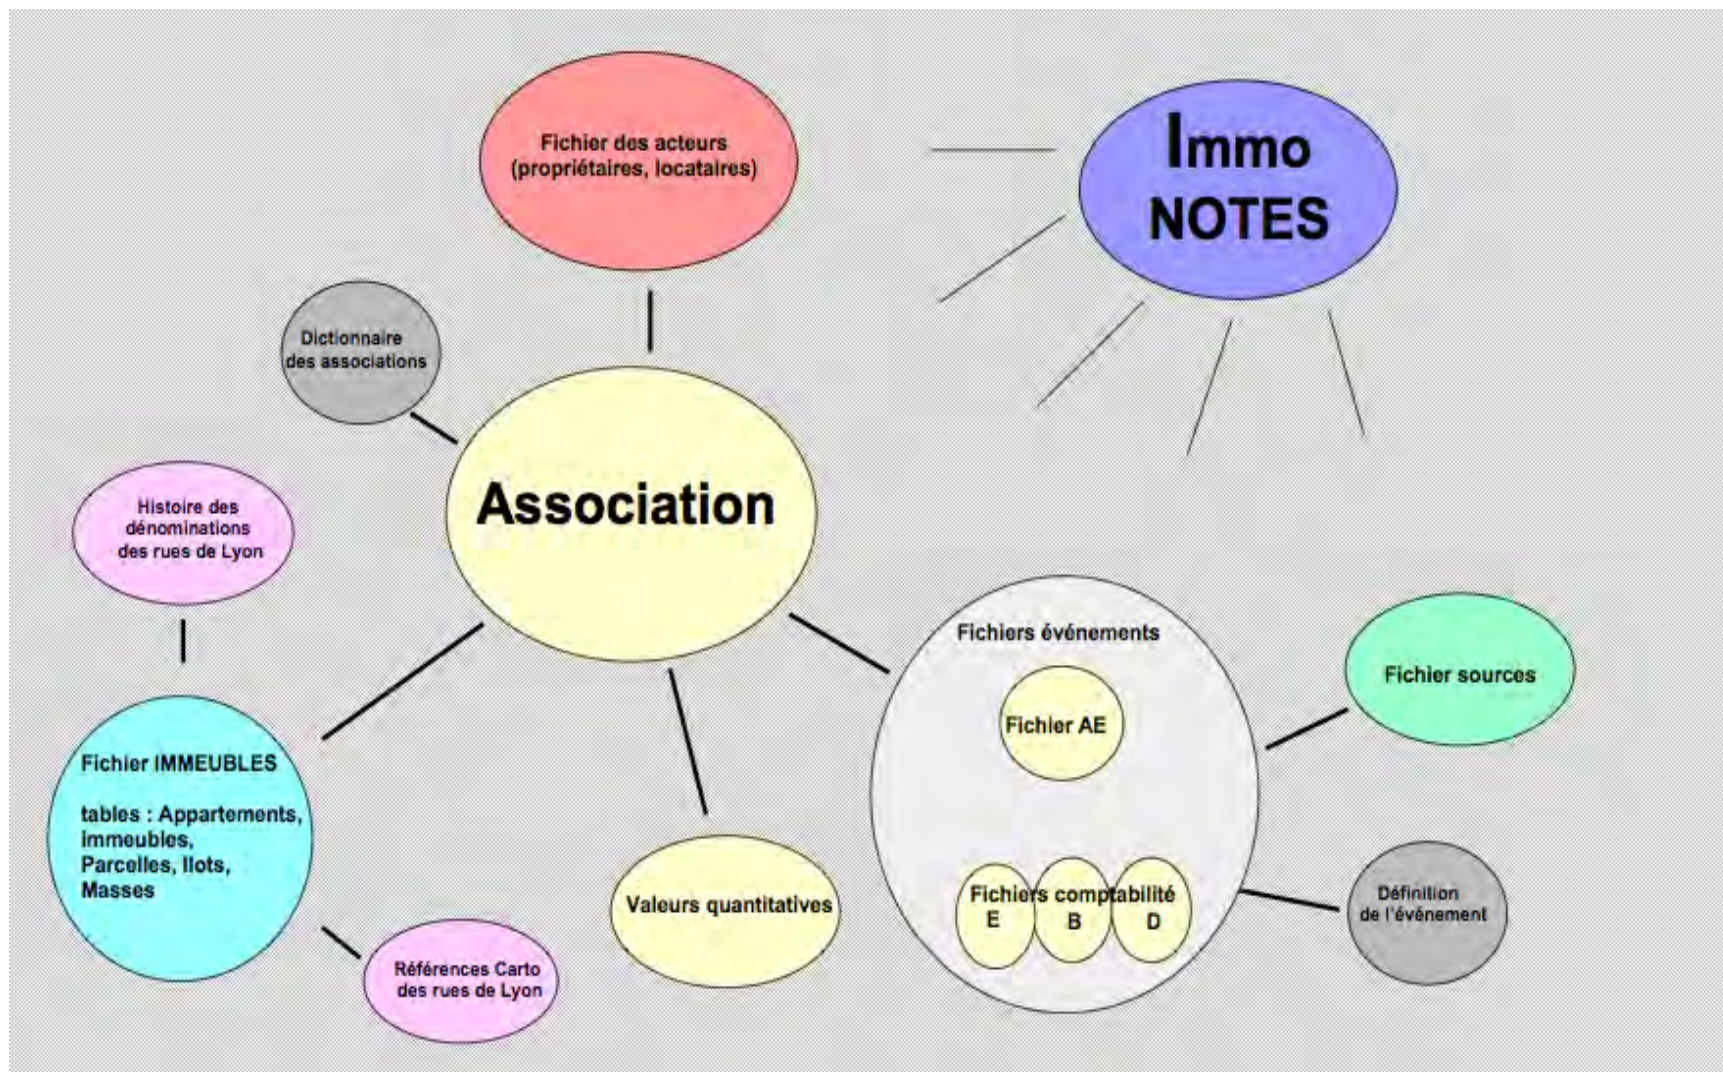 Fichier des acteurs
(propriétaires, locataires)
Immo
NOTES
Dictionnaire
des associations
Association
Histoire des
dénominations
des rues de Lyon
Fichiers événements
Fichier AE
Fichier sources
Fichier IMMEUBLES
tables : Appartements,
immeubles,
Parcelles, Ilots,
Masses
Valeurs quantitatives
Fichiers comptabilité
E B D
Définition
de l'événement
Références Carto
des rues de Lyon